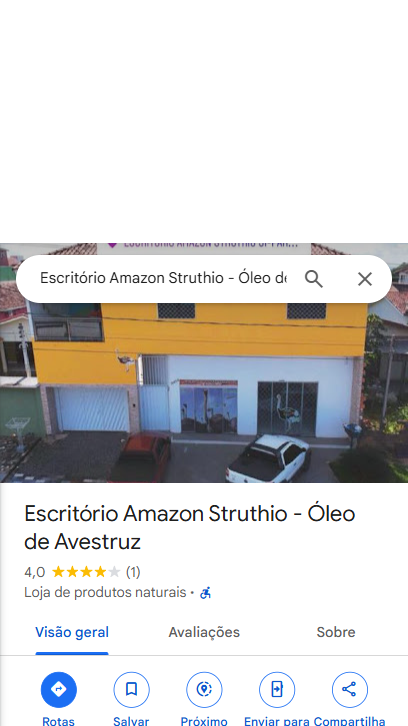 Escritório Amazon Struthio - Óleo de
Escritório Amazon Struthio - Óleo
de Avestruz
4,0 (1)
Loja de produtos naturais ·
Visão geral Avaliações Sobre
Rotas Salvar Próximo Enviar para Compartilha